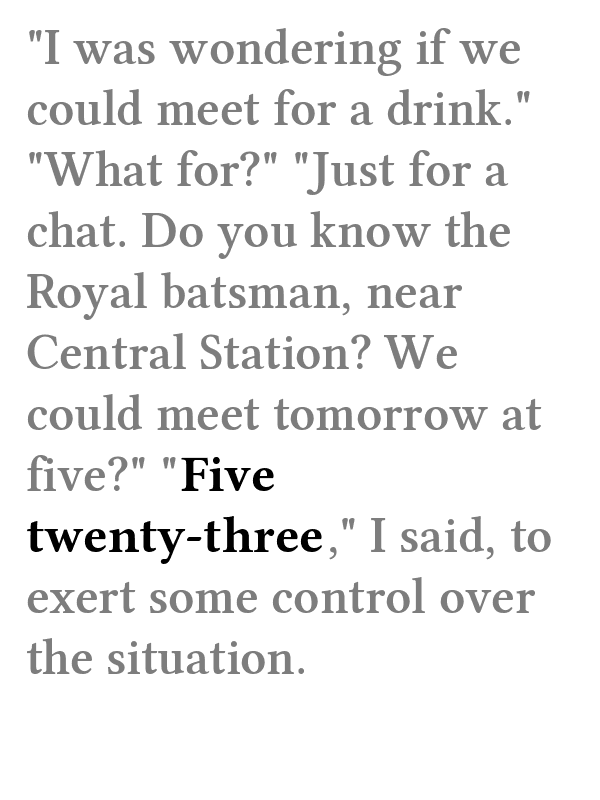 "I was wondering if we
could meet for a drink."
"What for?" "Just for a
chat. Do you know the
Royal batsman, near
Central Station? We
could meet tomorrow at
five?" "Five
twenty-three," I said, to
exert some control over
the situation.